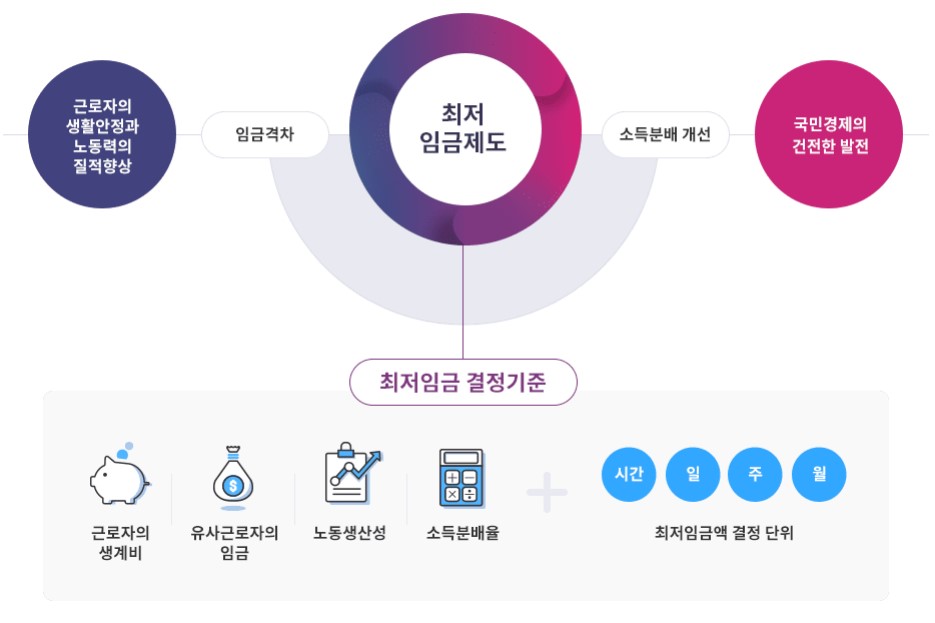 근로자의
생활안정과
노동력의
질적향상
임금격차
최저
임금제도
소득분배 개선
국민경제의
건전한 발전
최저임금 결정기준
근로자의
생계비
유사근로자의
임금
노동생산성
소득분배율
시간
일
주
월
최저임금액 결정 단위